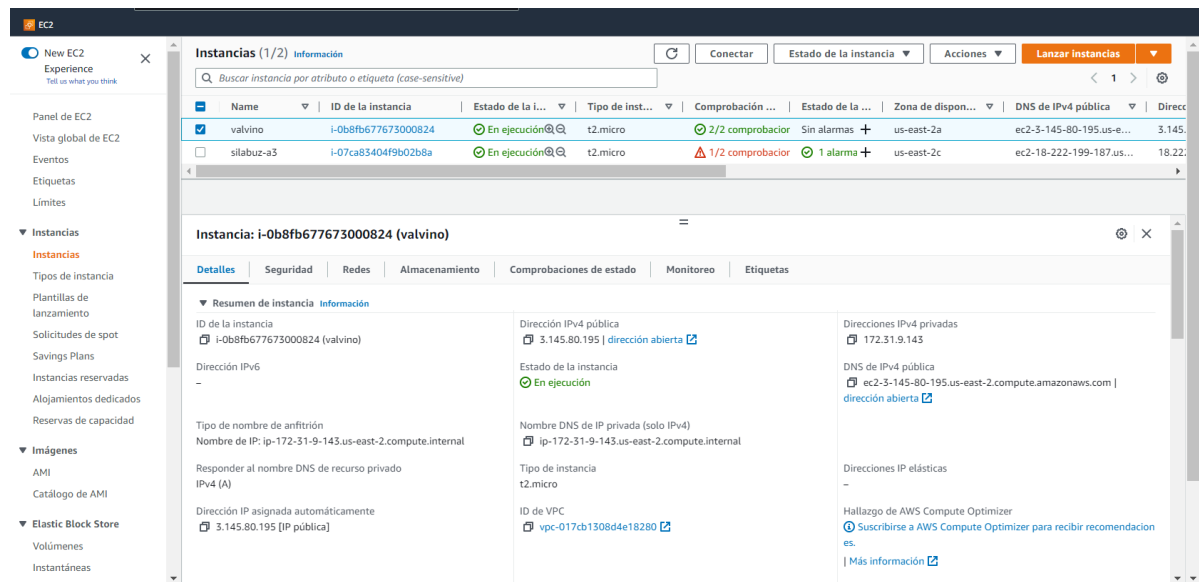 EC2
New EC2
Experience
Tell us what you think
Panel de EC2
Vista global de EC2
Eventos
Etiquetas
Límites
Instancias
Instancias
Tipos de instancia
Plantillas de
lanzamiento
Solicitudes de spot
Savings Plans
Instancias reservadas
Alojamientos dedicados
Reservas de capacidad
Imágenes
AMI
Catálogo de AMI
Elastic Block Store
Volúmenes
Instantáneas
Instancias (1/2) Información
Conectar Estado de la instancia Acciones Lanzar instancias
Buscar instancia por atributo o etiqueta (case-sensitive)
1
Name ID de la instancia Estado de la i... Tipo de inst... Comprobación ... Estado de la ... Zona de dispon... DNS de IPv4 pública Direcc
valvino i-0b8fb677673000824 En ejecución t2.micro 2/2 comprobacior Sin alarmas + us-east-2a ec2-3-145-80-195.us-e... 3.145.
silabuz-a3 i-07ca83404f9b02b8a En ejecución t2.micro 1/2 comprobacior 1 alarma + us-east-2c ec2-18-222-199-187.us... 18.222
Instancia: i-0b8fb677673000824 (valvino)
Detalles Seguridad Redes Almacenamiento Comprobaciones de estado Monitoreo Etiquetas
Resumen de instancia Información
ID de la instancia
i-0b8fb677673000824 (valvino)
Dirección IPv4 pública
3.145.80.195 | dirección abierta
Direcciones IPv4 privadas
172.31.9.143
Dirección IPv6
–
Estado de la instancia
En ejecución
DNS de IPv4 pública
ec2-3-145-80-195.us-east-2.compute.amazonaws.com |
dirección abierta
Tipo de nombre de anfitrión
Nombre de IP: ip-172-31-9-143.us-east-2.compute.internal
Nombre DNS de IP privada (solo IPv4)
ip-172-31-9-143.us-east-2.compute.internal
Responder al nombre DNS de recurso privado
IPv4 (A)
Tipo de instancia
t2.micro
Direcciones IP elásticas
–
Dirección IP asignada automáticamente
3.145.80.195 [IP pública]
ID de VPC
vpc-017cb1308d4e18280
Hallazgo de AWS Compute Optimizer
Suscribirse a AWS Compute Optimizer para recibir recomendacion
es.
| Más información